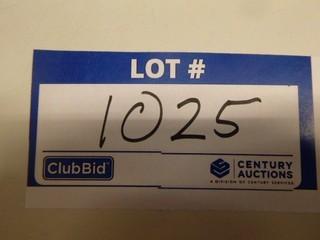 LOT #
1025
ClubBid
CENTURY
AUCTIONS
A DIVISION OF CENTURY SERVICES